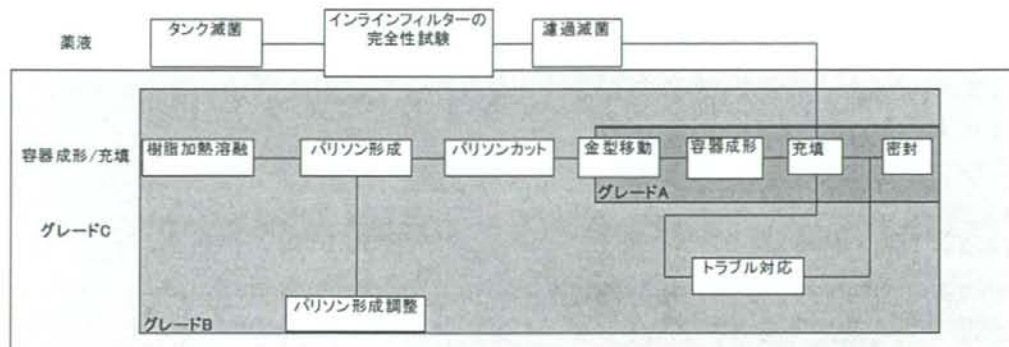 薬液
タンク滅菌
インラインフィルターの
完全性試験
濾過滅菌
容器成形/充填
樹脂加熱溶融
パリソン形成
パリソンカット
金型移動
容器成形
充填
密封
グレードA
グレードC
トラブル対応
パリソン形成調整
グレードB